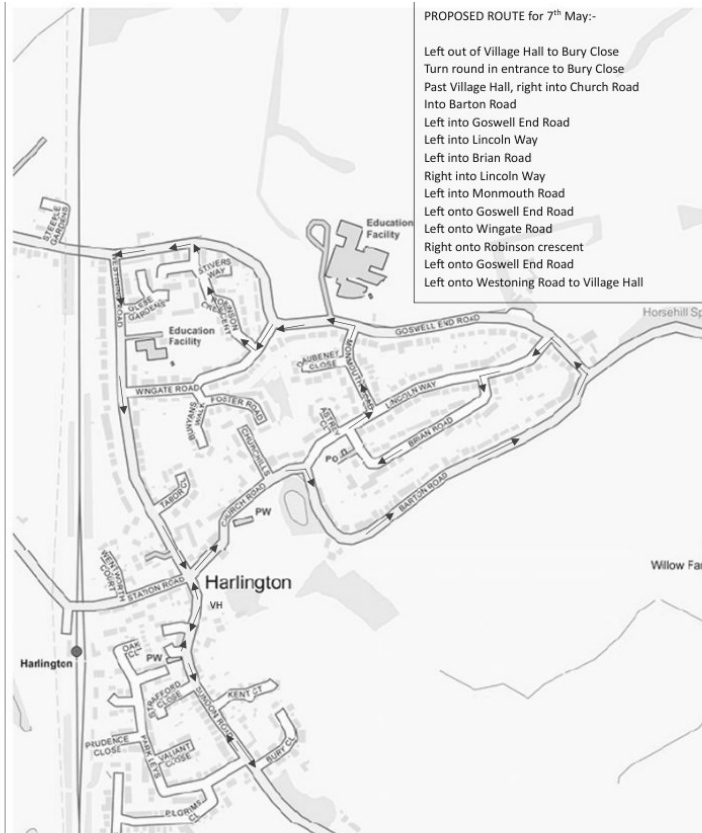 PROPOSED ROUTE for 7th May:-
Left out of Village Hall to Bury Close
Turn round in entrance to Bury Close
Past Village Hall, right into Church Road
Into Barton Road
Left into Goswell End Road
Left into Lincoln Way
Left into Brian Road
Right into Lincoln Way
Left into Monmouth Road
Left onto Goswell End Road
Left onto Wingate Road
Right onto Robinson crescent
Left onto Goswell End Road
Left onto Westoning Road to Village Hall
STEEPLE
GARDENS
Education
Facility
STIVERS
WAY
GLEBE
GARDENS
CRESCENT
Horsehill Sp
GOSWELL END ROAD
Education
Facility
DAUBENEY
CLOSE
WINGATE ROAD
LINCOLN WAY
BUNYANS
WALK
FOSTER ROAD
BRIAN ROAD
CHURCHILLS
PO
BARTON ROAD
TABOR CL
CHURCH ROAD
PW
WENTWORTH
COURT
STATION ROAD
Harlington
Willow Far
VH
OAK
CL
Harlington
PW
STRAFFORD
CLOSE
KENT CT
SUNDON ROAD
PRUDENCE
CLOSE
PARK LEYS
VALIANT
CLOSE
BURY CL
PILGRIMS
CL